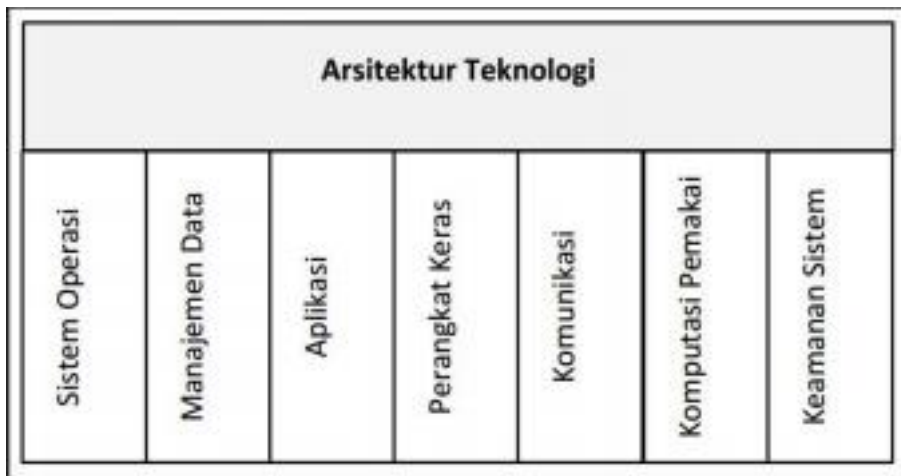 Arsitektur Teknologi
Sistem Operasi
Manajemen Data
Aplikasi
Perangkat Keras
Komunikasi
Komputasi Pemakai
Keamanan Sistem